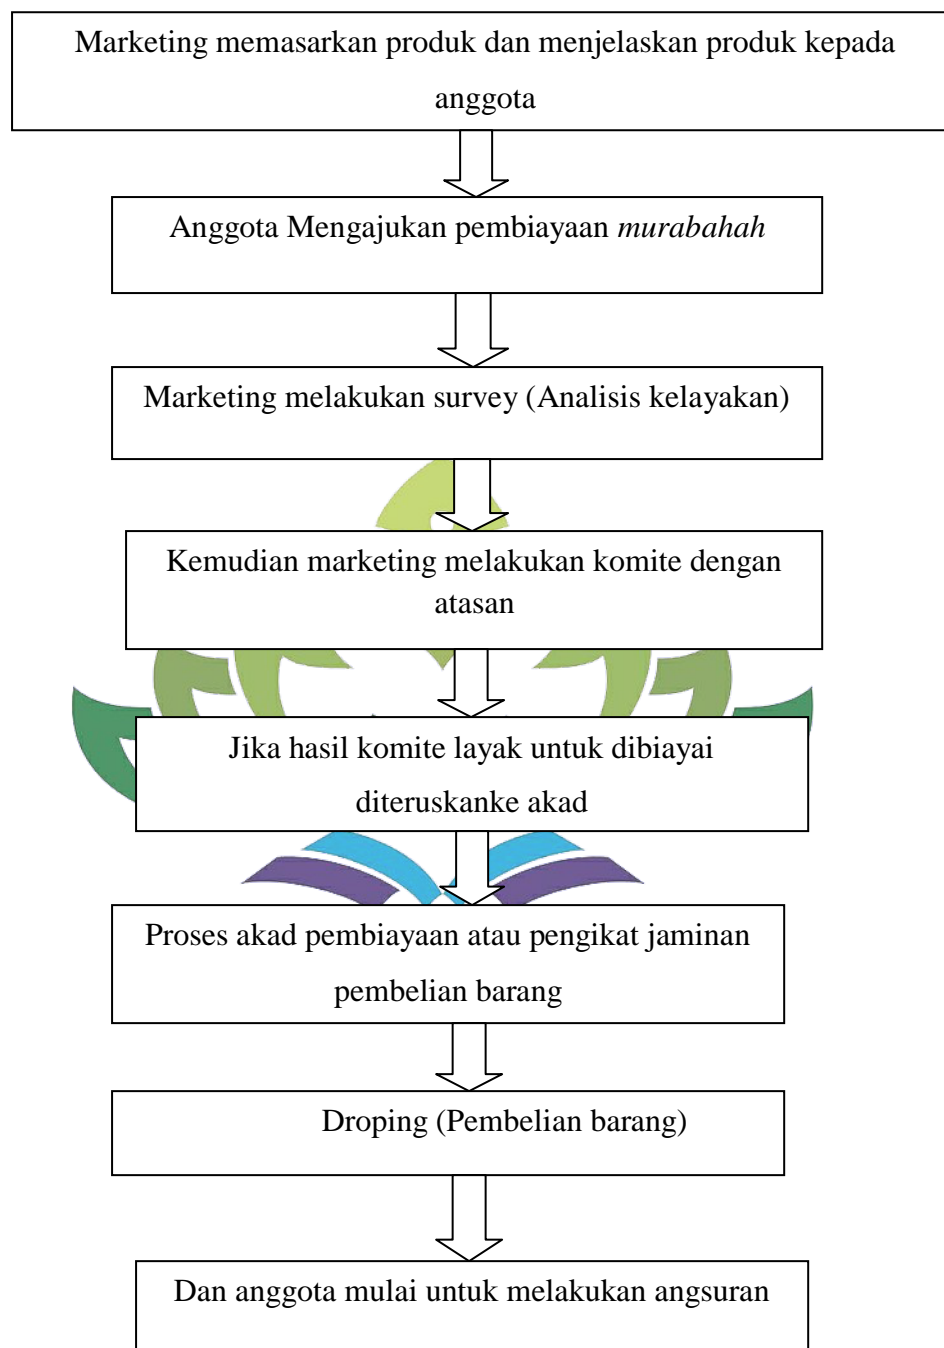 Marketing memasarkan produk dan menjelaskan produk kepada
anggota
Anggota Mengajukan pembiayaan murabahah
Marketing melakukan survey (Analisis kelayakan)
Kemudian marketing melakukan komite dengan
atasan
Jika hasil komite layak untuk dibiayai
diteruskanke akad
Proses akad pembiayaan atau pengikat jaminan
pembelian barang
Droping (Pembelian barang)
Dan anggota mulai untuk melakukan angsuran